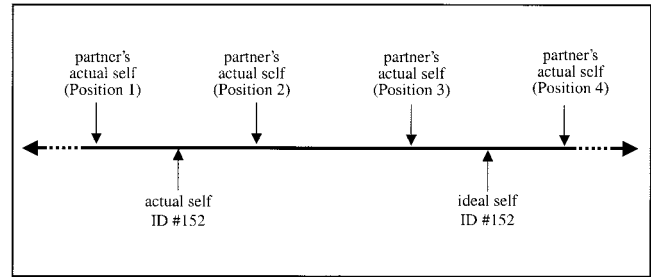 partner's
actual self
(Position 1)
partner's
actual self
(Position 2)
partner's
actual self
(Position 3)
partner's
actual self
(Position 4)
actual self
ID #152
ideal self
ID #152